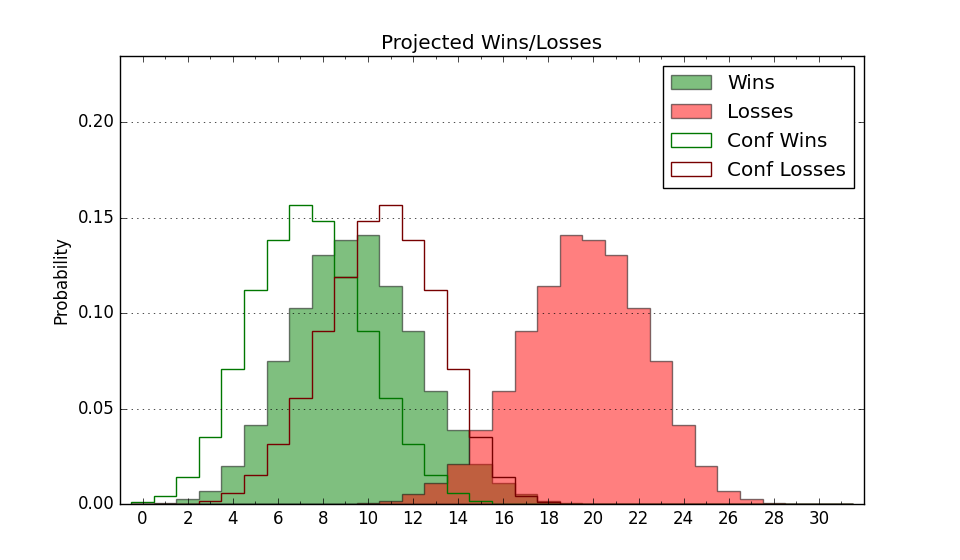 Projected Wins/Losses
Wins
Losses
Conf Wins
Conf Losses
Probability
0.20
0.15
0.10
0.05
0.00
0 2 4 6 8 10 12 14 16 18 20 22 24 26 28 30